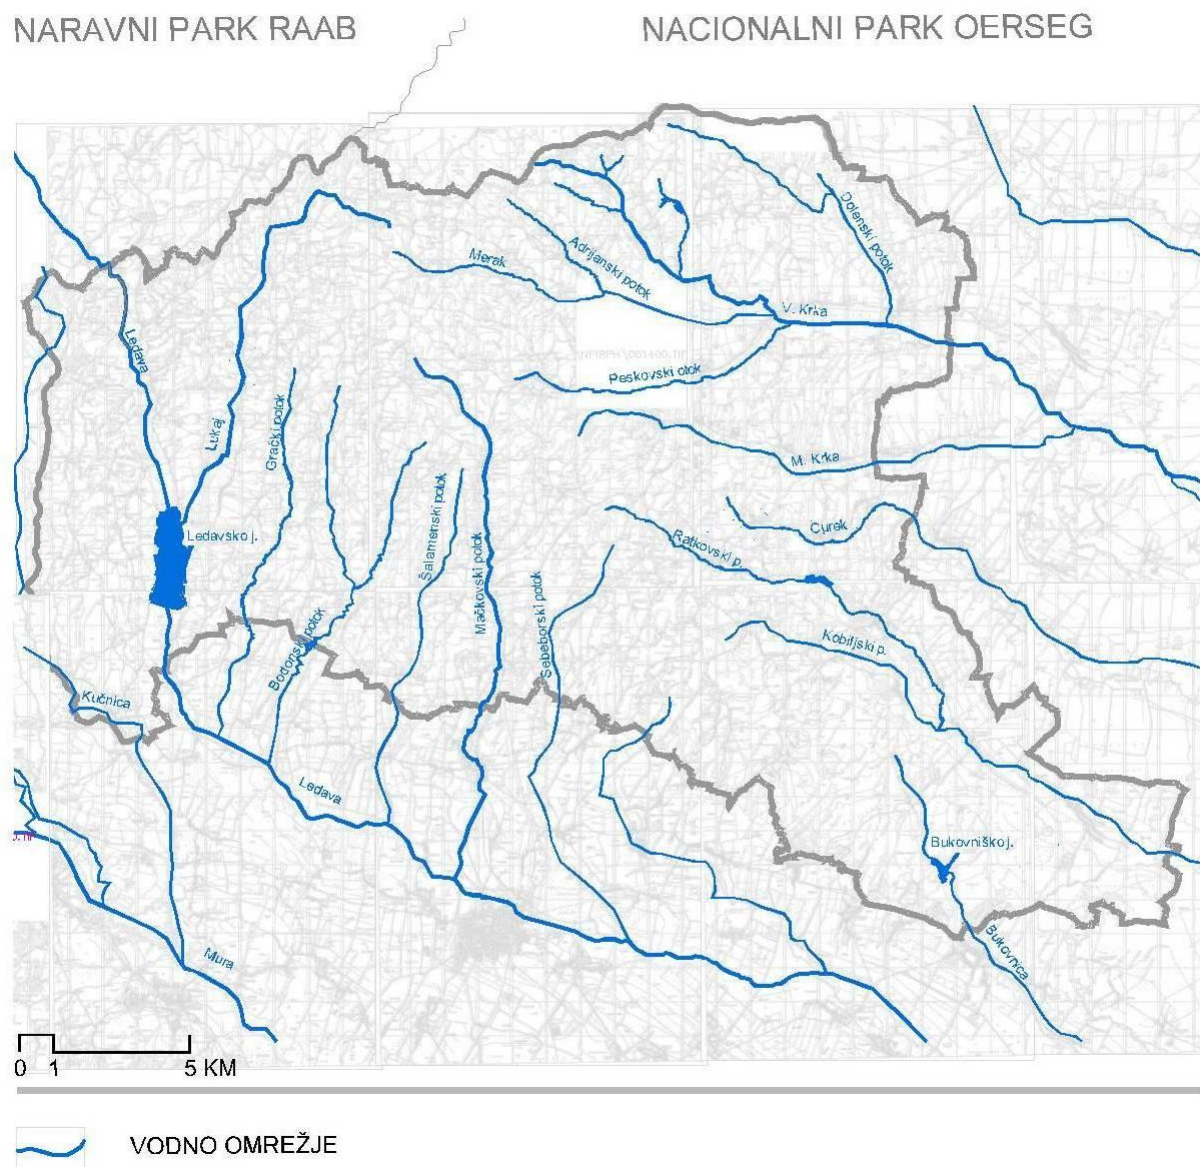 NARAVNI PARK RAAB
NACIONALNI PARK OERSEG
Dolenski potok
Adrijanski potok
Merak
V. Krka
Ledava
Peskovski otok
Lukaj
Grački potok
M. Krka
Šalamenski potok
Ledavsko j.
Curek
Ratkovski p.
Mačkovski potok
Sebeborski potok
Bodonski potok
Kobiljski p.
Kučnica
Ledava
Bukovniško j.
Bukovnica
Mura
0 1 5 KM
VODNO OMREŽJE